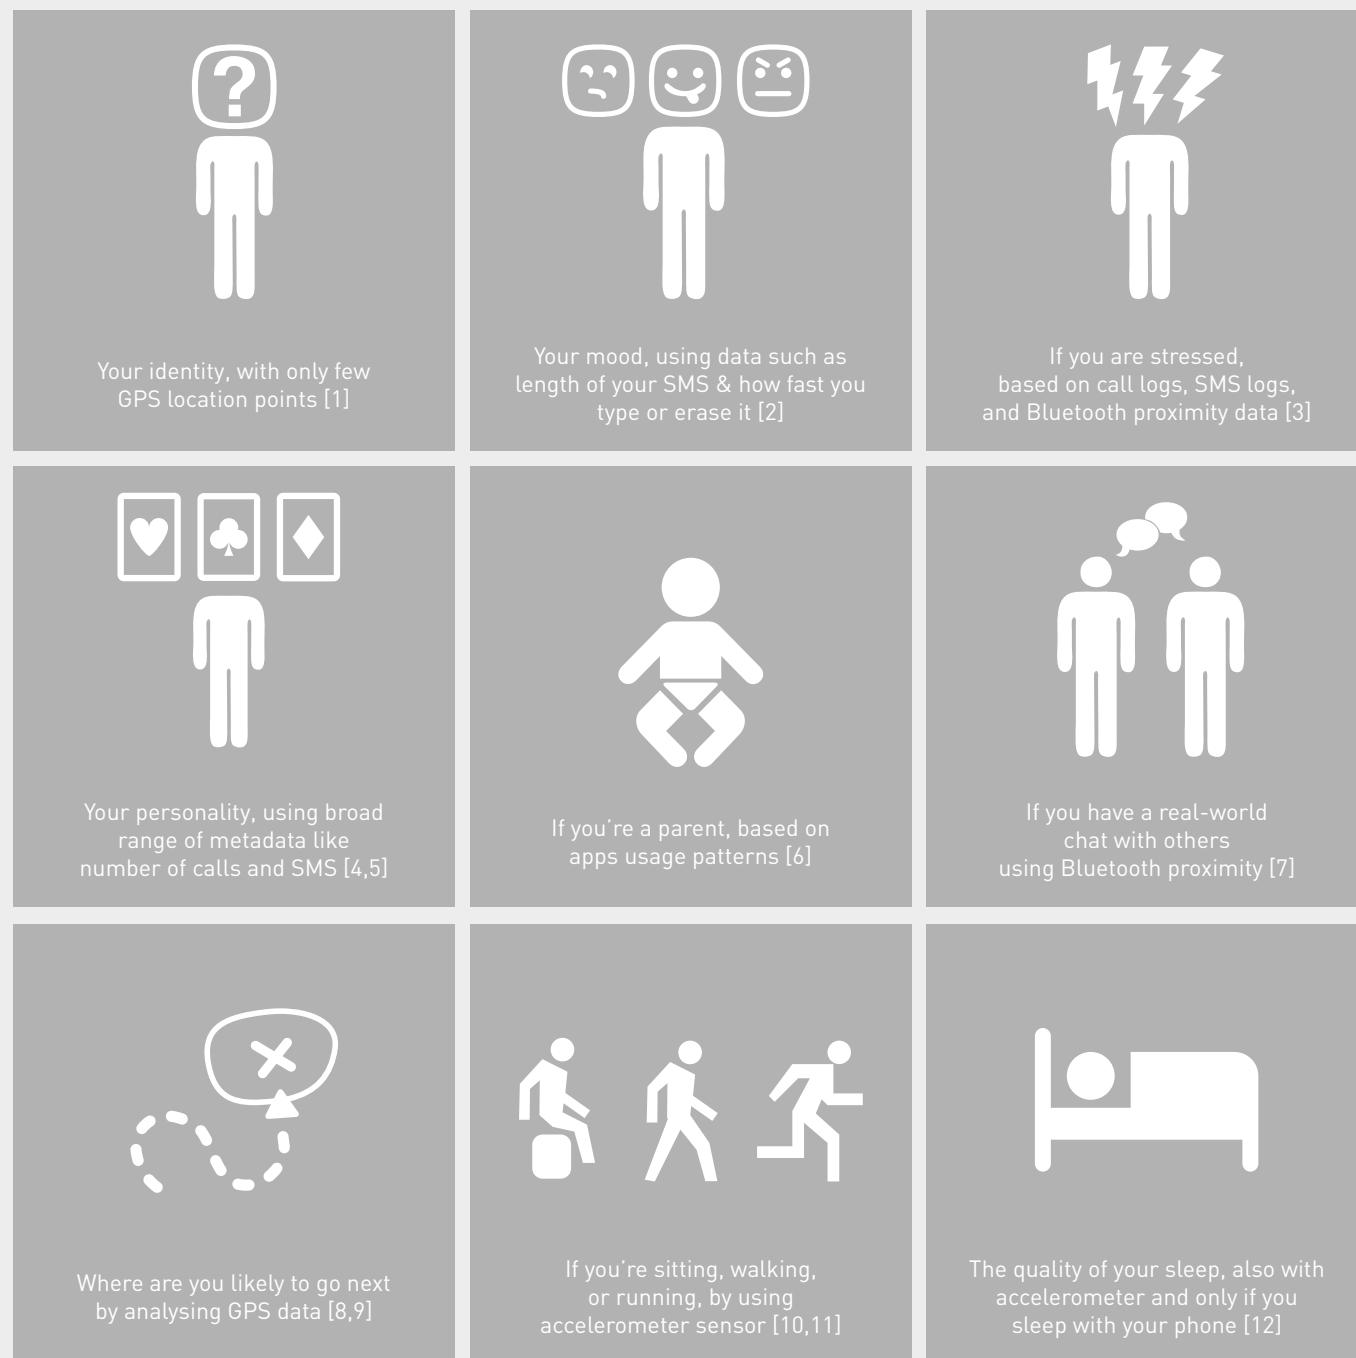 ?
Your identity, with only few
GPS location points [1]
Your mood, using data such as
length of your SMS & how fast you
type or erase it [2]
If you are stressed,
based on call logs, SMS logs,
and Bluetooth proximity data [3]
Your personality, using broad
range of metadata like
number of calls and SMS [4,5]
If you're a parent, based on
apps usage patterns [6]
If you have a real-world
chat with others
using Bluetooth proximity [7]
Where are you likely to go next
by analysing GPS data [8,9]
If you're sitting, walking,
or running, by using
accelerometer sensor [10,11]
The quality of your sleep, also with
accelerometer and only if you
sleep with your phone [12]